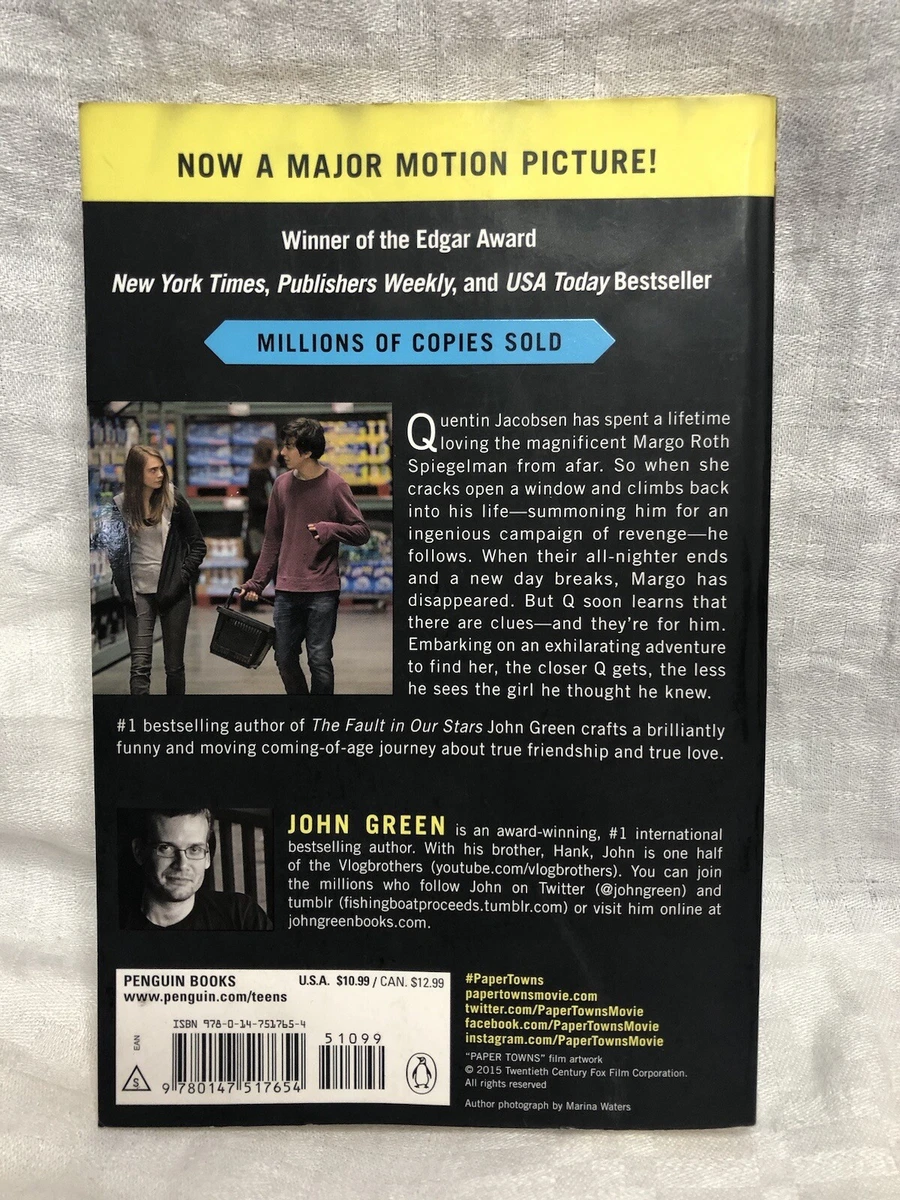 NOW A MAJOR MOTION PICTURE!
Winner of the Edgar Award
New York Times, Publishers Weekly, and USA Today Bestseller
MILLIONS OF COPIES SOLD
Quentin Jacobsen has spent a lifetime
loving the magnificent Margo Roth
Spiegelman from afar. So when she
cracks open a window and climbs back
into his life—summoning him for an
ingenious campaign of revenge—he
follows. When their all-nighter ends
and a new day breaks, Margo has
disappeared. But Q soon learns that
there are clues—and they're for him.
Embarking on an exhilarating adventure
to find her, the closer Q gets, the less
he sees the girl he thought he knew.
#1 bestselling author of The Fault in Our Stars John Green crafts a brilliantly
funny and moving coming-of-age journey about true friendship and true love.
JOHN GREEN is an award-winning, #1 international
bestselling author. With his brother, Hank, John is one half
of the Vlogbrothers (youtube.com/vlogbrothers). You can join
the millions who follow John on Twitter (@johngreen) and
tumblr (fishingboatproceeds.tumblr.com) or visit him online at
johngreenbooks.com.
PENGUIN BOOKS U.S.A. $10.99 / CAN. $12.99
www.penguin.com/teens
ISBN 978-0-14-751765-4
51099
EAN
S
9 780147 517654
#PaperTowns
papertownsmovie.com
twitter.com/PaperTownsMovie
facebook.com/PaperTownsMovie
instagram.com/PaperTownsMovie
"PAPER TOWNS" film artwork
© 2015 Twentieth Century Fox Film Corporation.
All rights reserved
Author photograph by Marina Waters